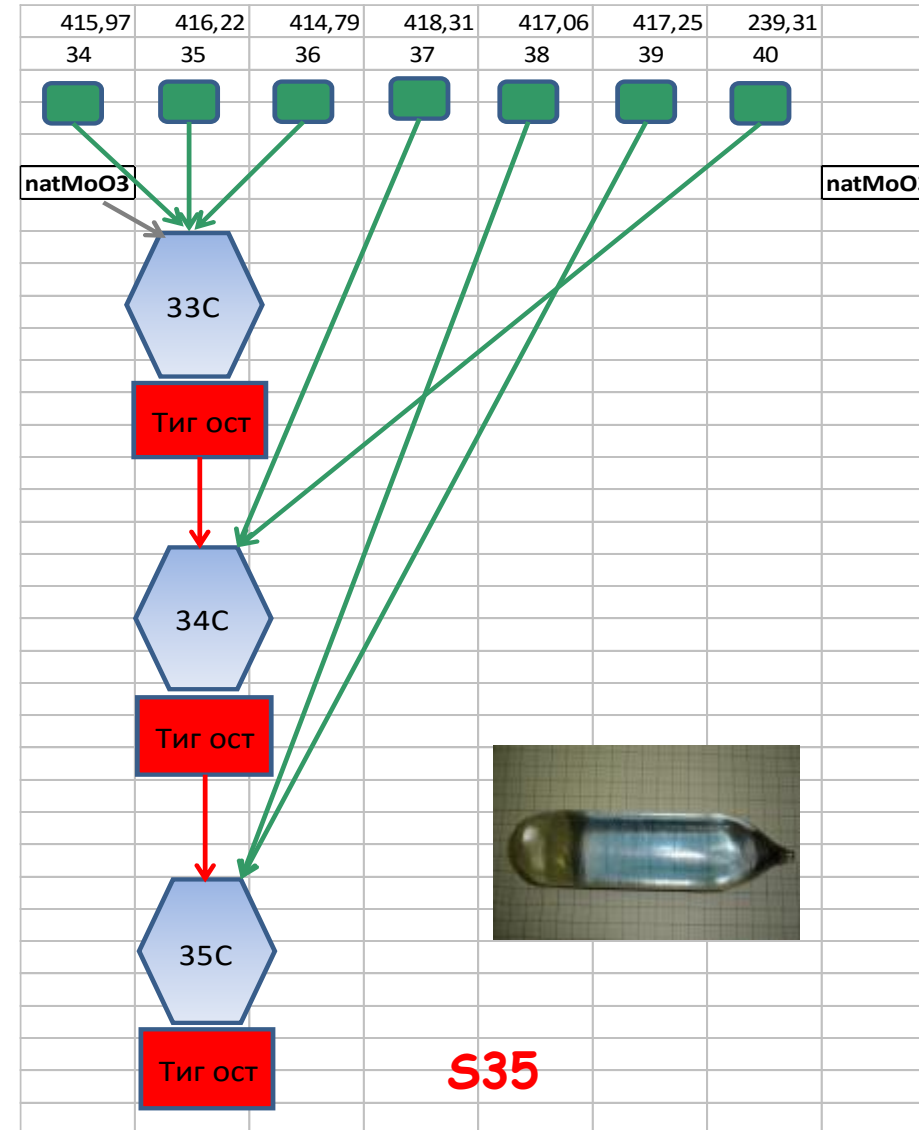 415,97 416,22 414,79 418,31 417,06 417,25 239,31
34 35 36 37 38 39 40
natMoO3 natMoO3
33C
Тиг ост
34C
Тиг ост
35C
Тиг ост
S35